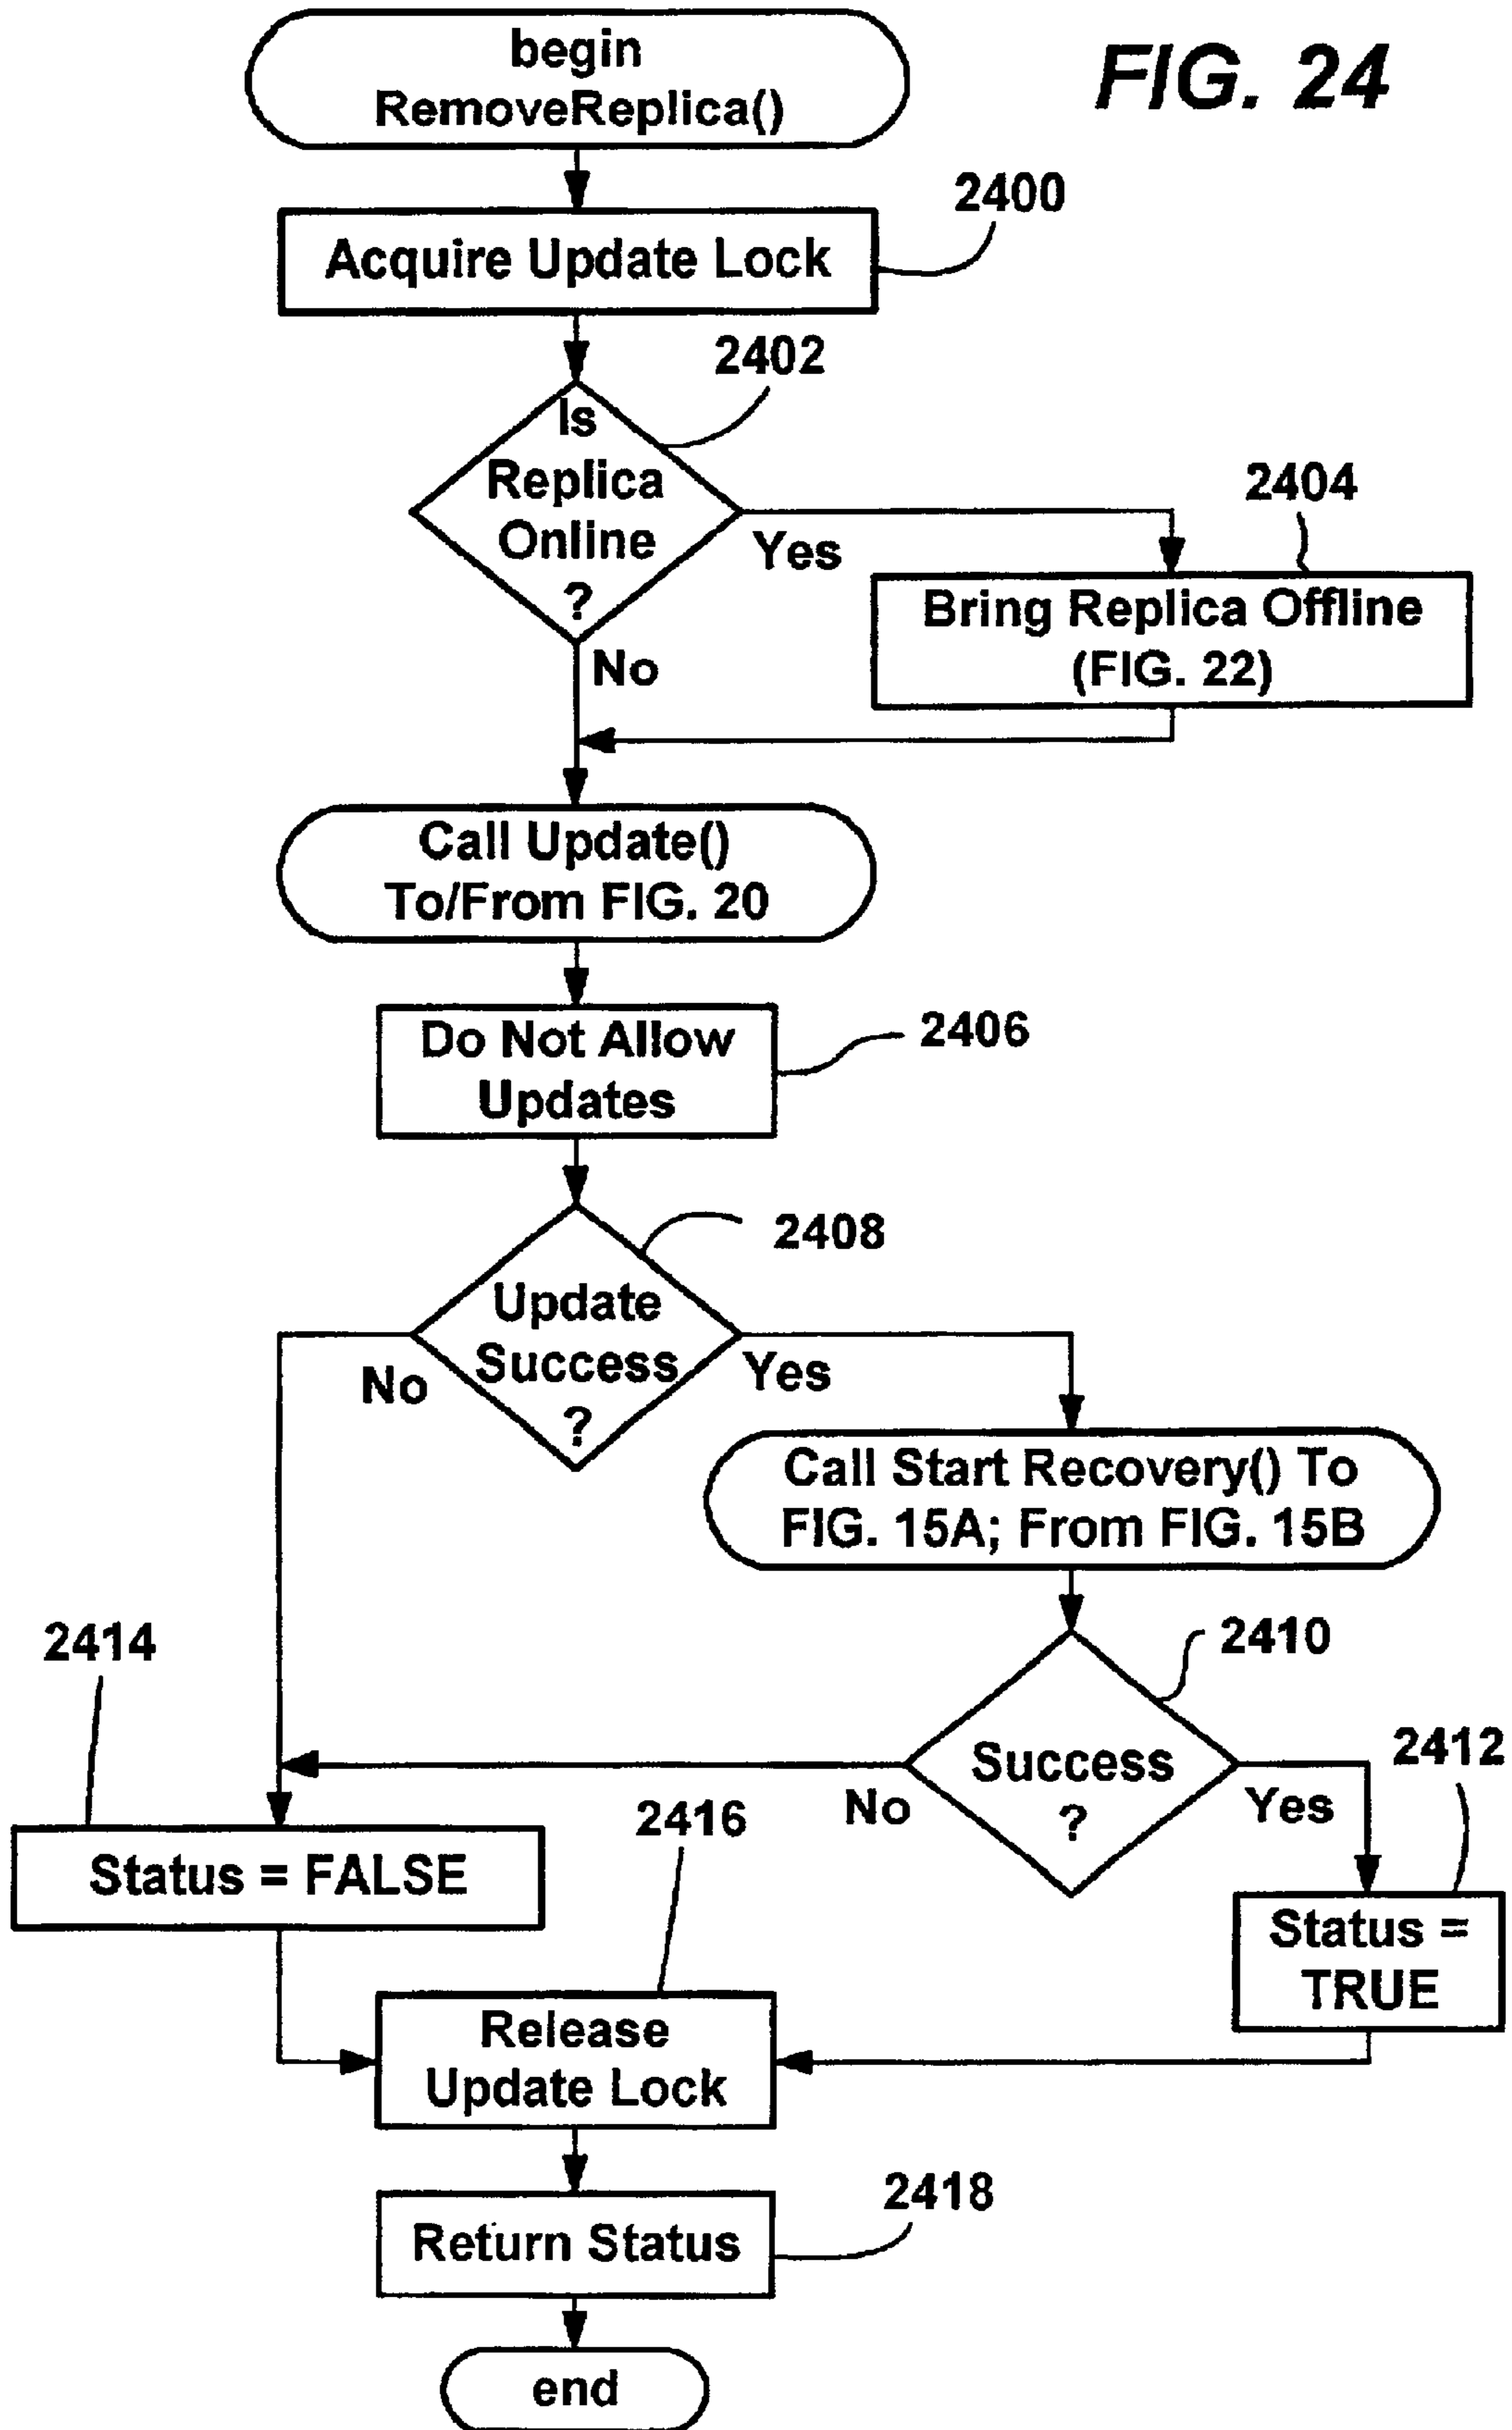 begin
RemoveReplica()
FIG. 24
2400
Acquire Update Lock
2402
Is
Replica
Online
?
Yes
No
2404
Bring Replica Offline
(FIG. 22)
Call Update()
To/From FIG. 20
Do Not Allow
Updates
2406
2408
Update
Success
?
No
Yes
Call Start Recovery() To
FIG. 15A; From FIG. 15B
2410
Success
?
No
Yes
2412
2414
Status = FALSE
2416
Status =
TRUE
Release
Update Lock
2418
Return Status
end